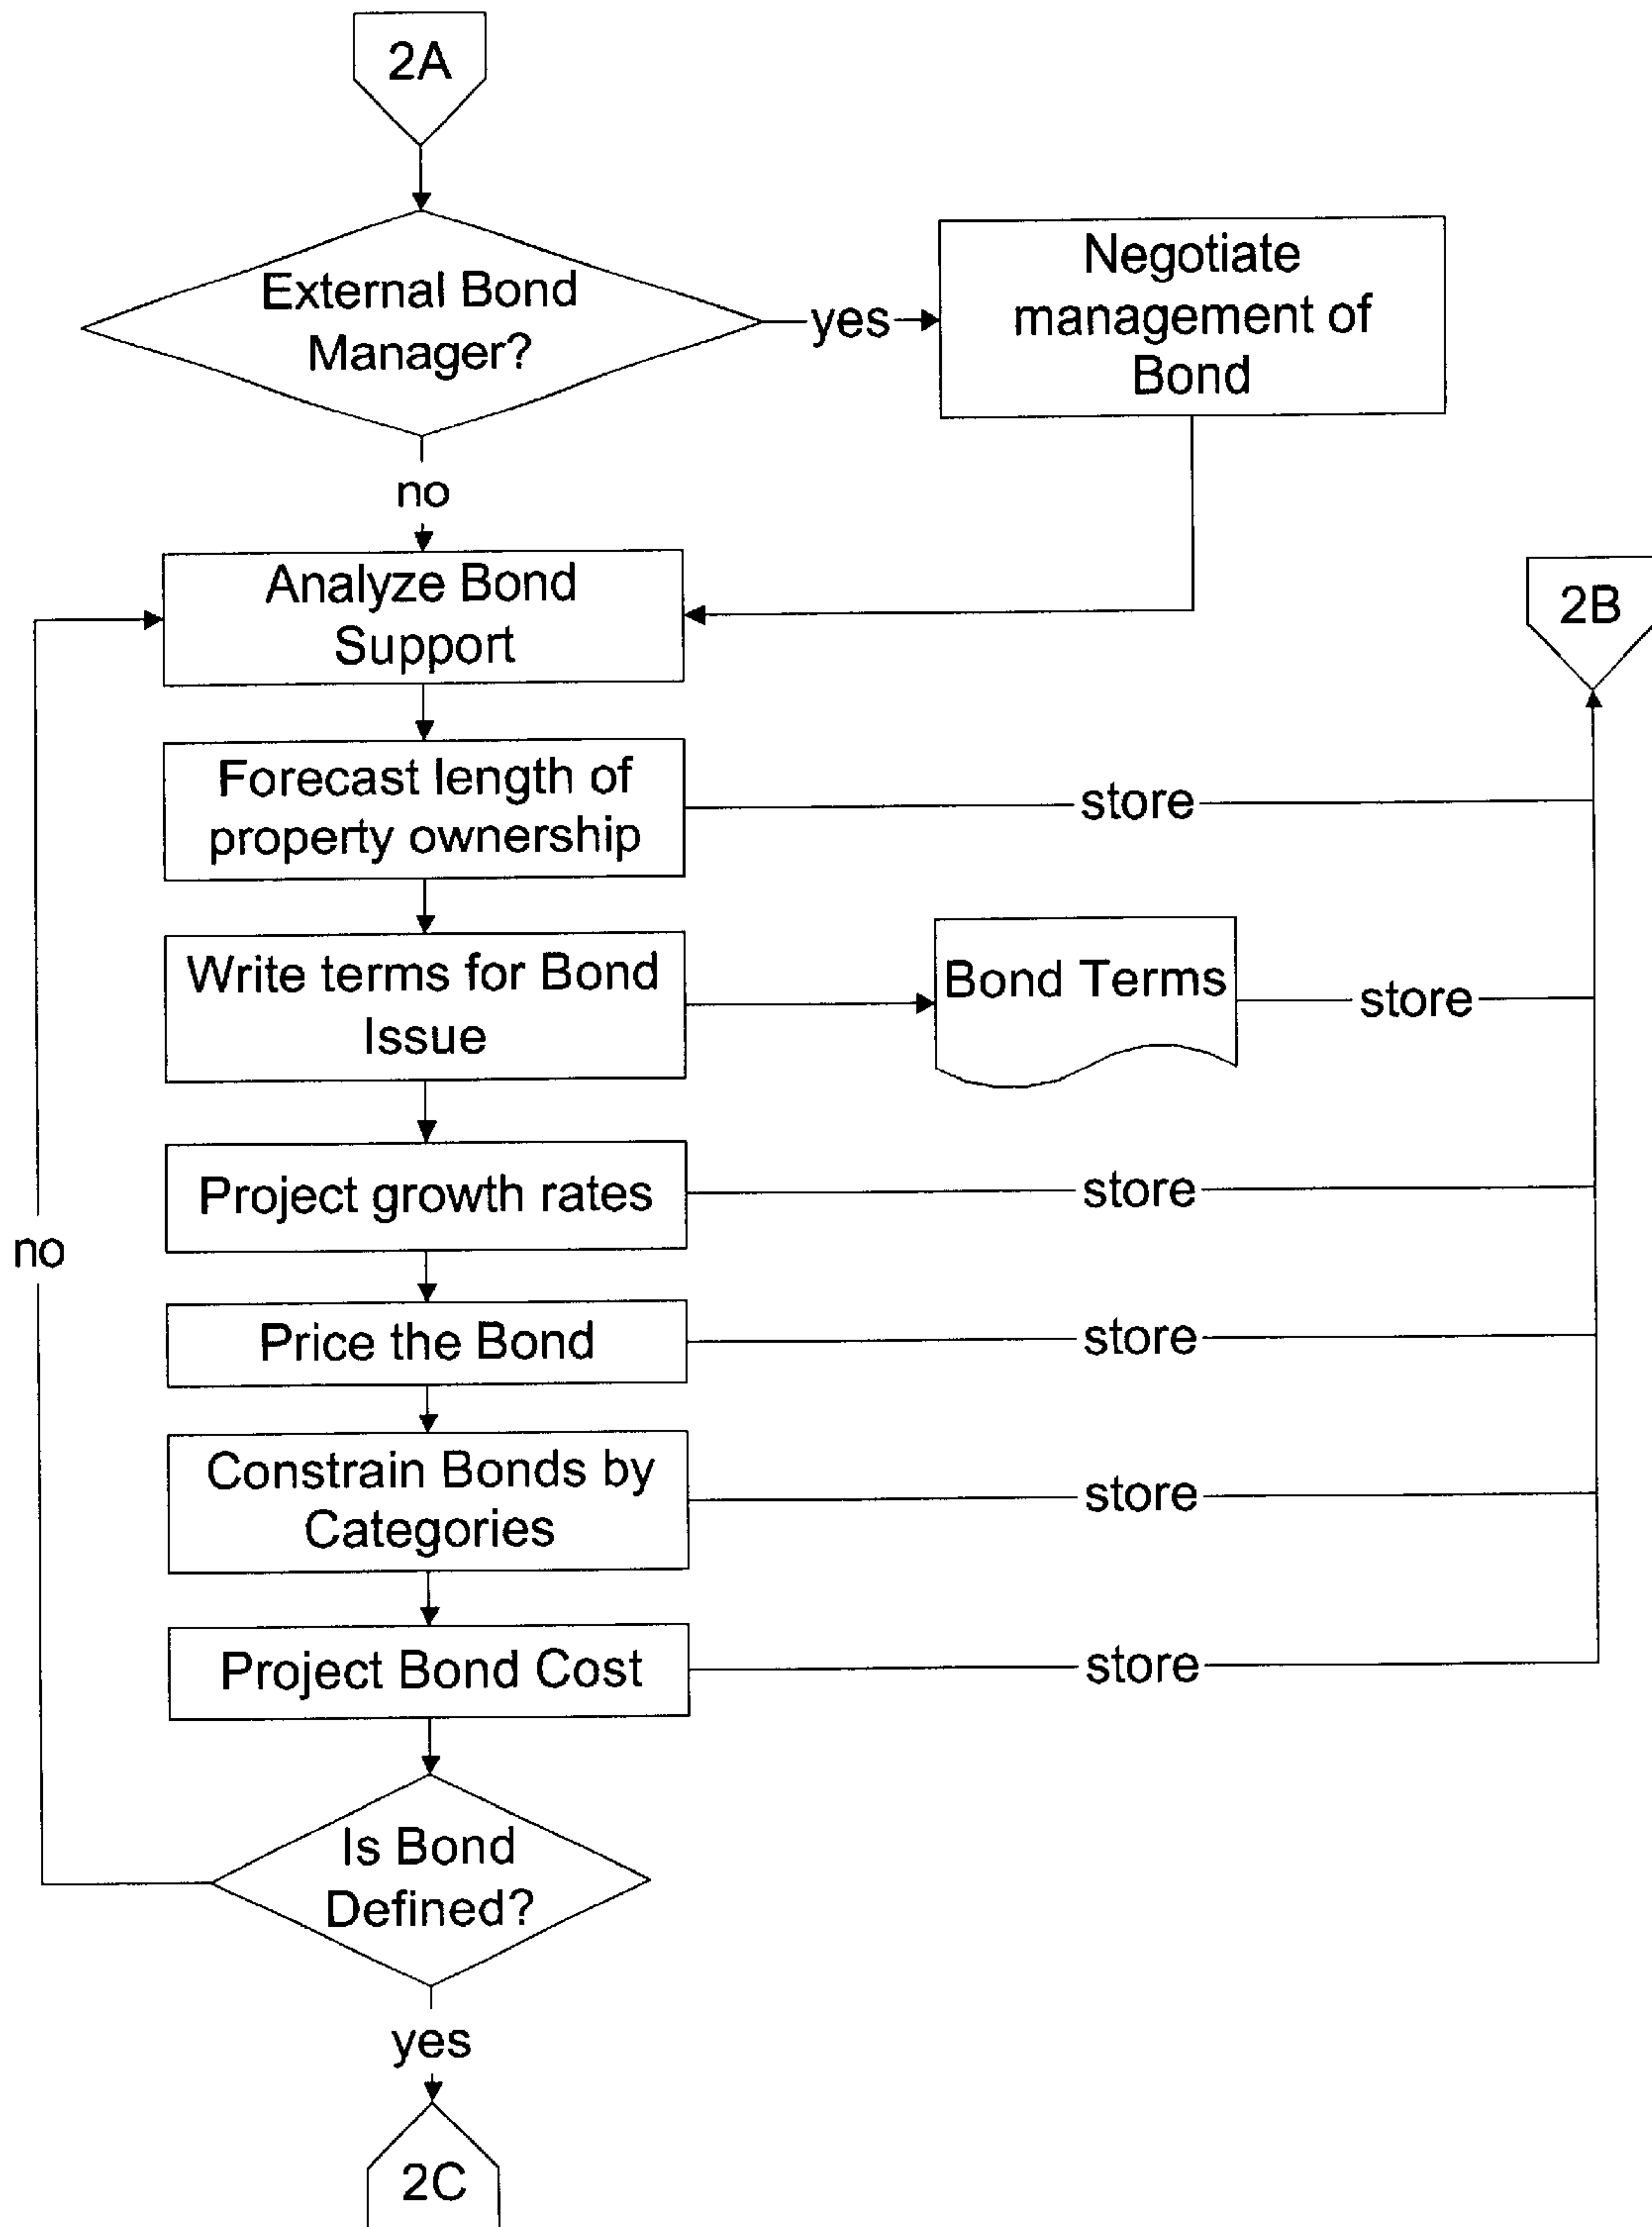 2A
External Bond
Manager?
yes
Negotiate
management of
Bond
no
Analyze Bond
Support
2B
Forecast length of
property ownership
store
Write terms for Bond
Issue
Bond Terms
store
Project growth rates
store
no
Price the Bond
store
Constrain Bonds by
Categories
store
Project Bond Cost
store
Is Bond
Defined?
yes
2C